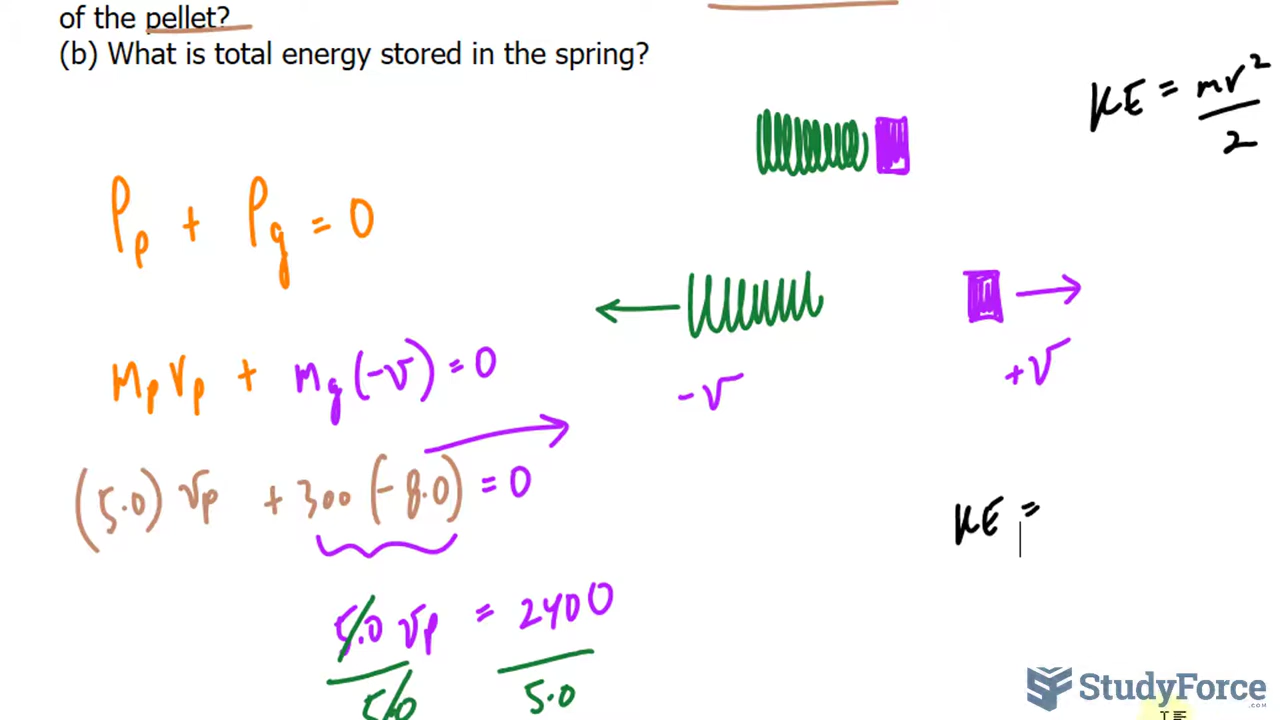 of the pellet?
(b) What is total energy stored in the spring?
KE = mv²/2
Pp + Pg = 0
mp vp + mg (-v) = 0
-v
+v
(5.0) vp + 300 (-8.0) = 0
KE =
5.0 vp = 2400
5.0 5.0
StudyForce
.COM